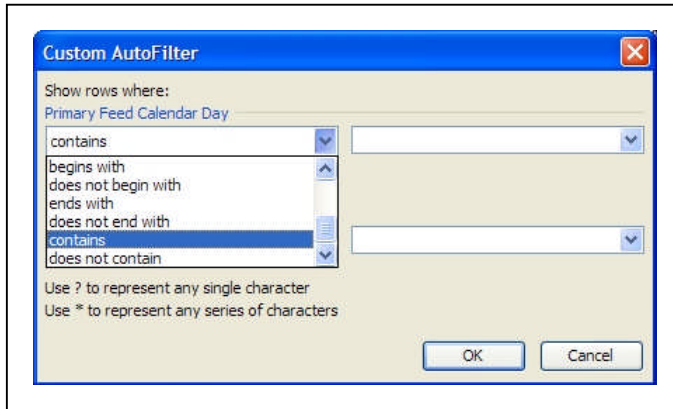 Custom AutoFilter
Show rows where:
Primary Feed Calendar Day
contains
begins with
does not begin with
ends with
does not end with
contains
does not contain
Use ? to represent any single character
Use * to represent any series of characters
OK Cancel